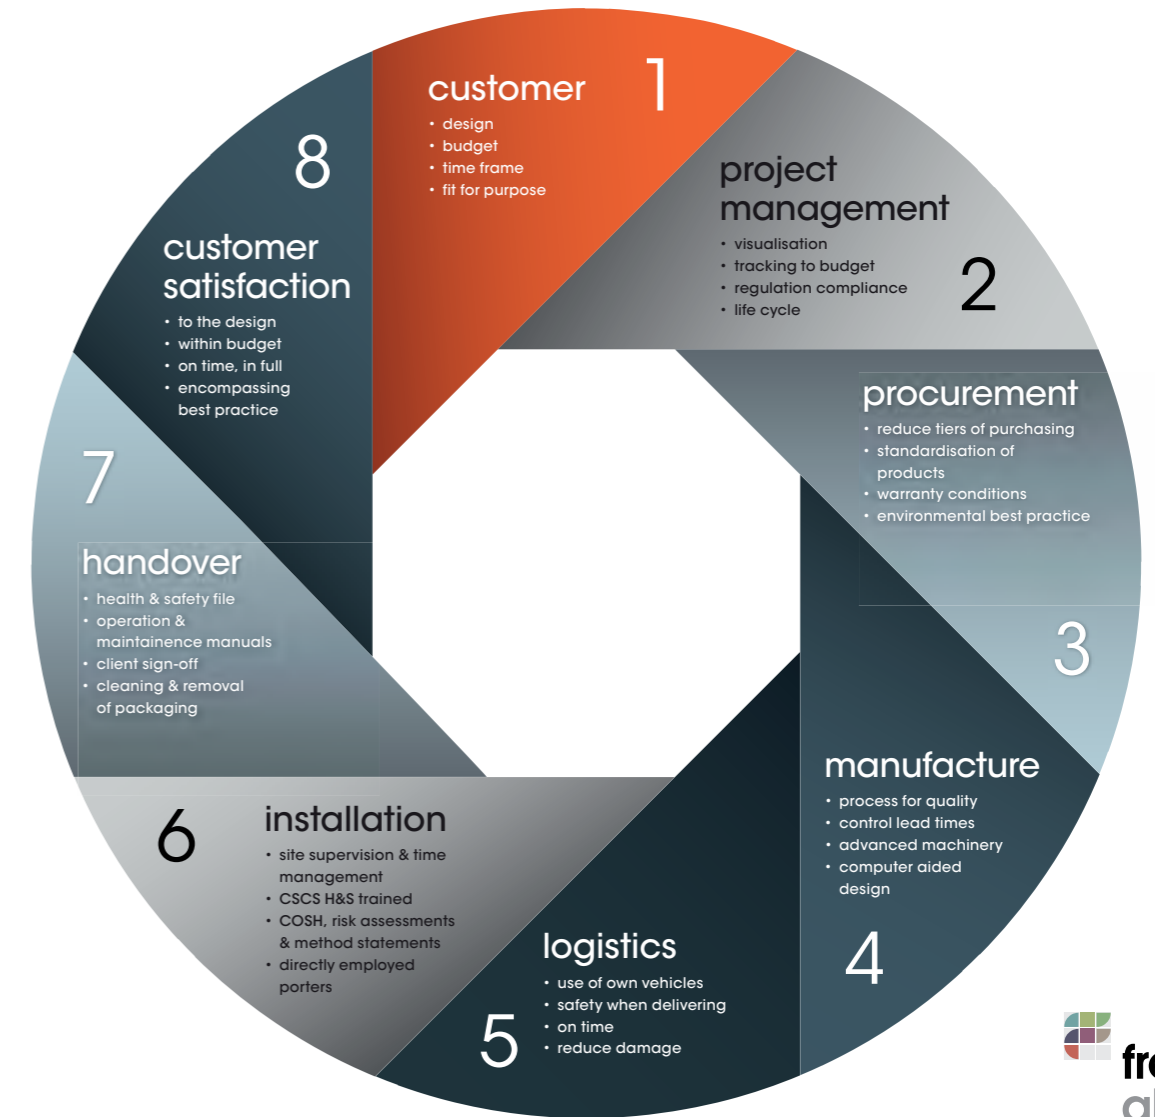 customer
1
• design
• budget
• time frame
• fit for purpose
project
management
2
• visualisation
• tracking to budget
• regulation compliance
• life cycle
procurement
• reduce tiers of purchasing
• standardisation of
products
• warranty conditions
• environmental best practice
3
manufacture
• process for quality
• control lead times
• advanced machinery
• computer aided
design
4
logistics
• use of own vehicles
• safety when delivering
• on time
• reduce damage
5
6
installation
• site supervision & time
management
• CSCS H&S trained
• COSH, risk assessments
& method statements
• directly employed
porters
7
handover
• health & safety file
• operation &
maintainence manuals
• client sign-off
• cleaning & removal
of packaging
8
customer
satisfaction
• to the design
• within budget
• on time, in full
• encompassing
best practice